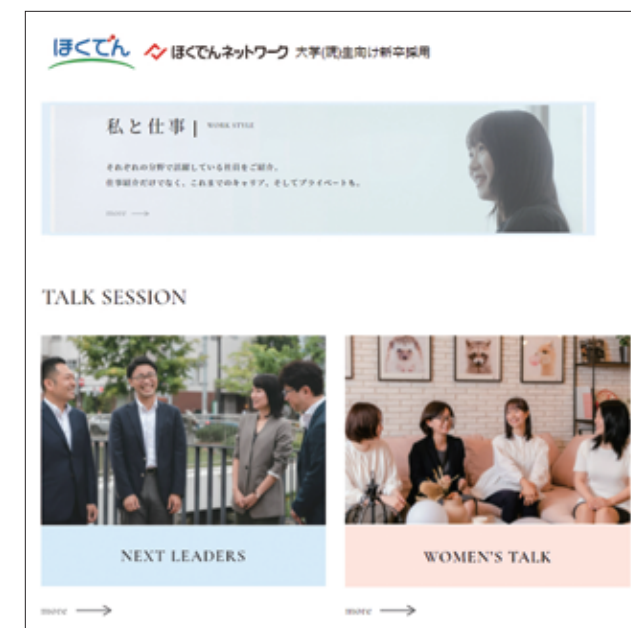 ほくでん ほくでんネットワーク 大学(院)生向け新卒採用
私と仕事 | WORK STYLE
それぞれの分野で活躍している社員をご紹介。
仕事紹介だけでなく、これまでのキャリア、そしてプライベートも。
more
TALK SESSION
NEXT LEADERS
WOMEN'S TALK
more
more